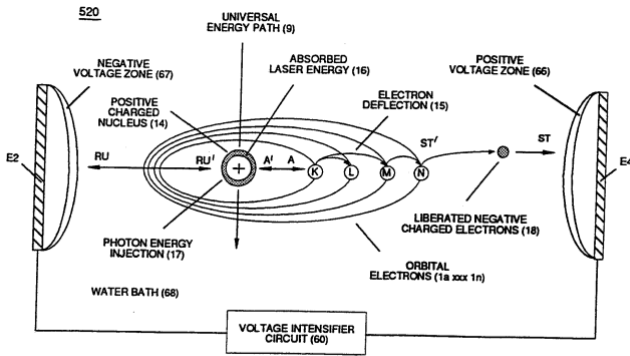 520
UNIVERSAL
ENERGY PATH (9)
NEGATIVE
VOLTAGE ZONE (67)
ABSORBED
LASER ENERGY (16)
POSITIVE
VOLTAGE ZONE (66)
POSITIVE
CHARGED
NUCLEUS (14)
ELECTRON
DEFLECTION (15)
ST/
ST
E2
RU
RU'
+
A'
A
K
L
M
N
E4
PHOTON ENERGY
INJECTION (17)
LIBERATED NEGATIVE
CHARGED ELECTRONS (18)
ORBITAL
ELECTRONS (1a xxx 1n)
WATER BATH (68)
VOLTAGE INTENSIFIER
CIRCUIT (60)